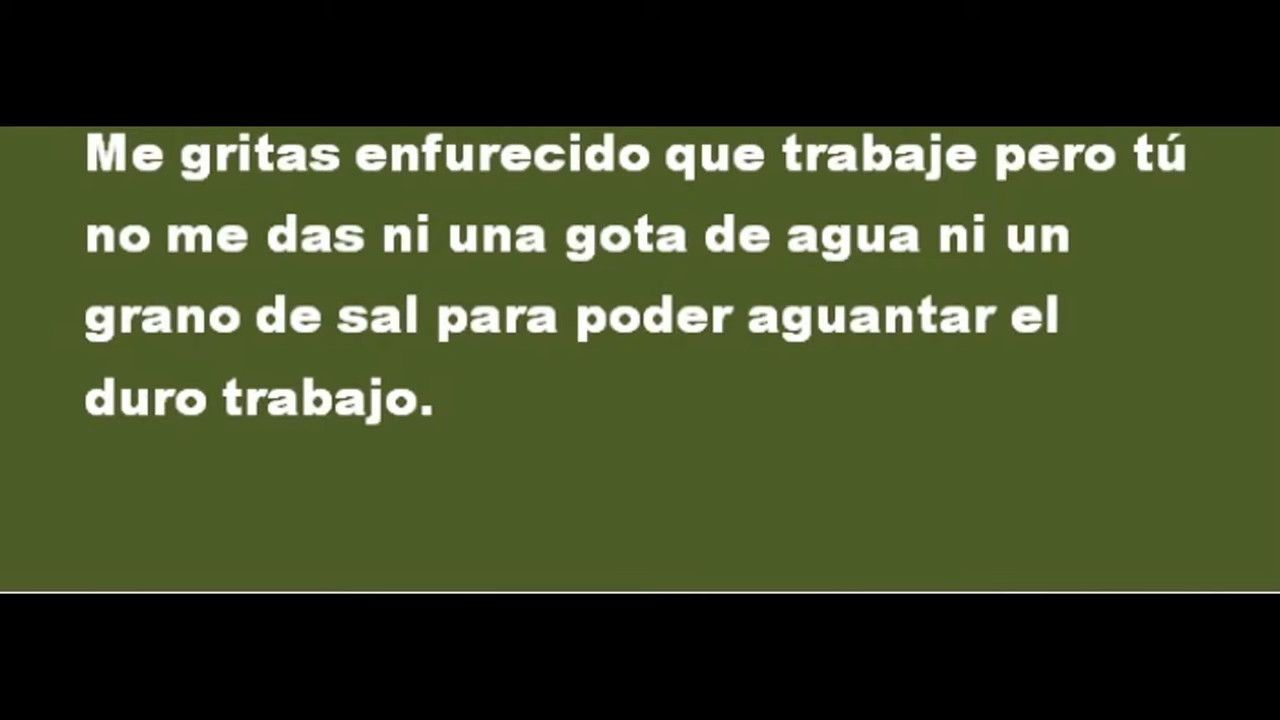 Me gritas enfurecido que trabaje pero tú
no me das ni una gota de agua ni un
grano de sal para poder aguantar el
duro trabajo.